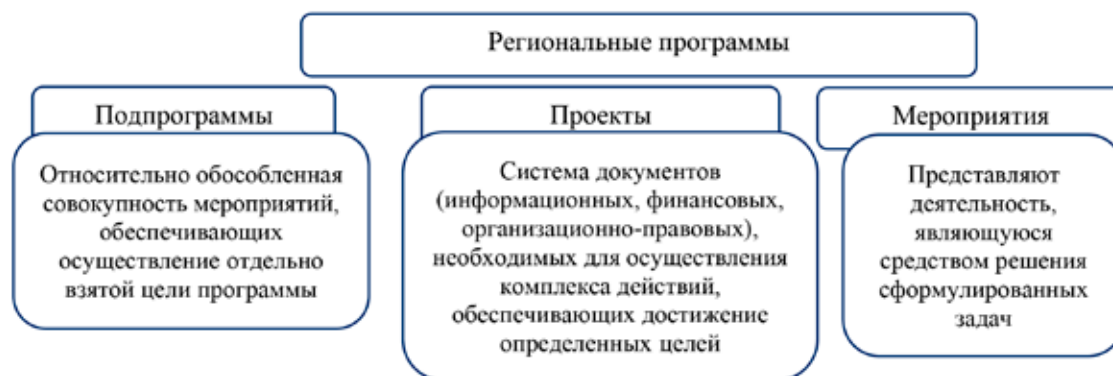 Региональные программы
Подпрограммы
Относительно обособленная
совокупность мероприятий,
обеспечивающих
осуществление отдельно
взятой цели программы
Проекты
Система документов
(информационных, финансовых,
организационно-правовых),
необходимых для осуществления
комплекса действий,
обеспечивающих достижение
определенных целей
Мероприятия
Представляют
деятельность,
являющуюся
средством решения
сформулированных
задач